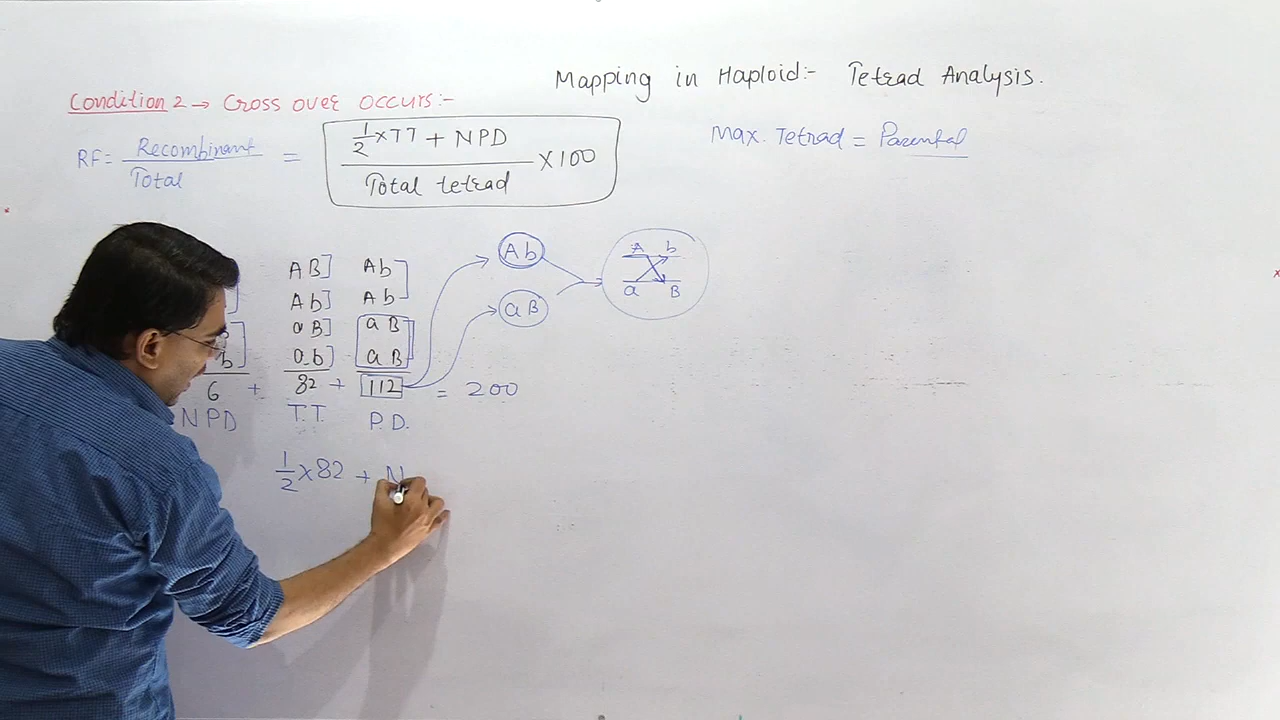 Mapping in Haploid:- Tetrad Analysis.
Condition 2 → Cross over occurs:-
RF = Recombinant / Total = (1/2 × TT + NPD) / Total tetrad × 100
Max. Tetrad = Parental
AB] Ab]
Ab] Ab
aB] aB
b] ab] aB
6 + 82 + 112 = 200
NPD T.T. P.D.
Ab
aB
A b
a B
1/2 × 82 + N